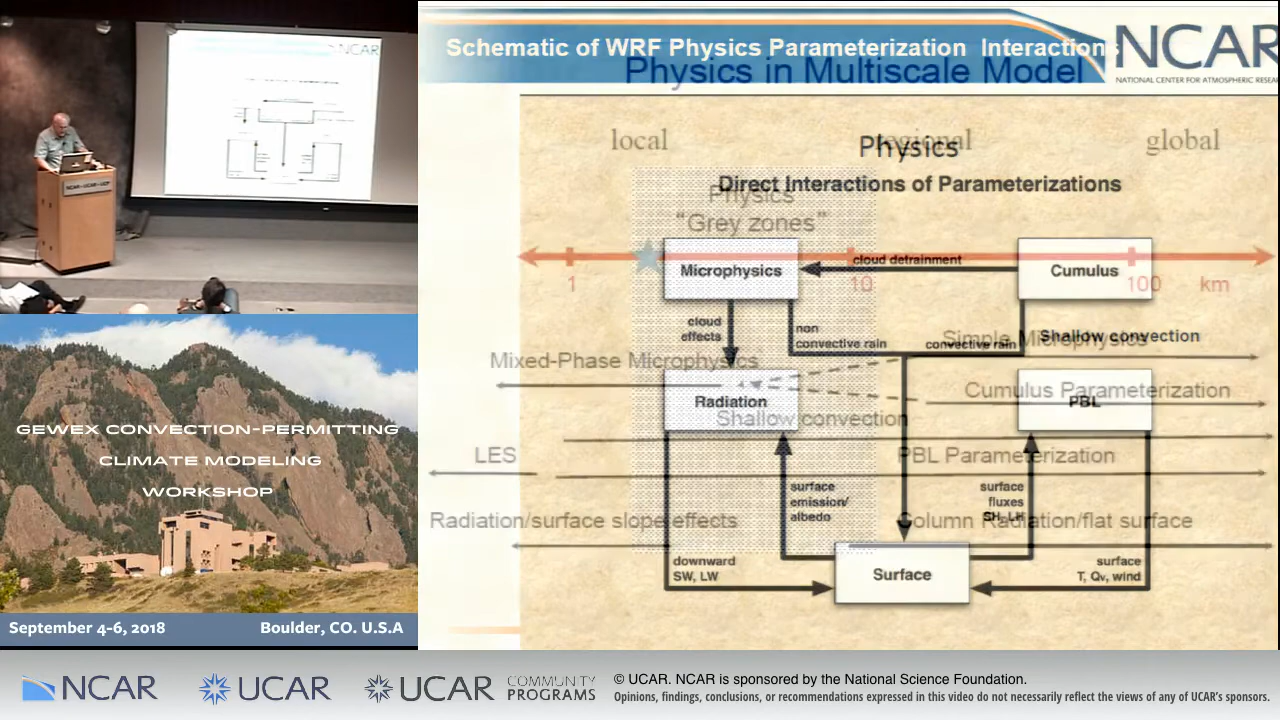 NCAR
NCAR-UCAR-UCP
GEWEX CONVECTION-PERMITTING
CLIMATE MODELING
WORKSHOP
September 4-6, 2018
Boulder, CO. U.S.A
Schematic of WRF Physics Parameterization Interactions
Physics in Multiscale Model
NCAR
NATIONAL CENTER FOR ATMOSPHERIC
local
regional
global
Physics
Direct Interactions of Parameterizations
Physics
"Grey zones"
Microphysics
cloud detrainment
Cumulus
1
10
100
km
cloud
effects
non
convective rain
convective rain
Simple Microphysics
Shallow convection
Mixed-Phase Microphysics
Radiation
Cumulus Parameterization
PBL
Shallow convection
LES
PBL Parameterization
surface
emission/
albedo
surface
fluxes
SH, LH
Radiation/surface slope effects
Column Radiation/flat surface
downward
SW, LW
Surface
surface
T, Qv, wind
NCAR
UCAR
UCAR
COMMUNITY
PROGRAMS
© UCAR. NCAR is sponsored by the National Science Foundation.
Opinions, findings, conclusions, or recommendations expressed in this video do not necessarily reflect the views of any of UCAR's sponsors.